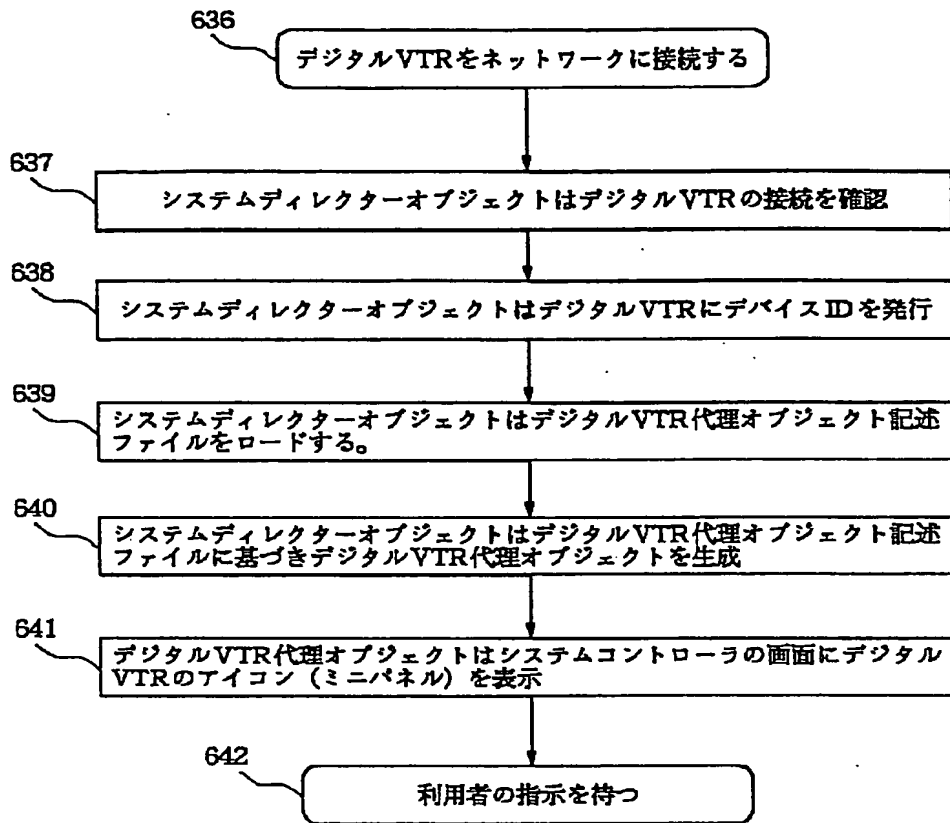 636
デジタルVTRをネットワークに接続する
637
システムディレクターオブジェクトはデジタルVTRの接続を確認
638
システムディレクターオブジェクトはデジタルVTRにデバイスIDを発行
639
システムディレクターオブジェクトはデジタルVTR代理オブジェクト記述
ファイルをロードする。
640
システムディレクターオブジェクトはデジタルVTR代理オブジェクト記述
ファイルに基づきデジタルVTR代理オブジェクトを生成
641
デジタルVTR代理オブジェクトはシステムコントローラの画面にデジタル
VTRのアイコン（ミニパネル）を表示
642
利用者の指示を待つ